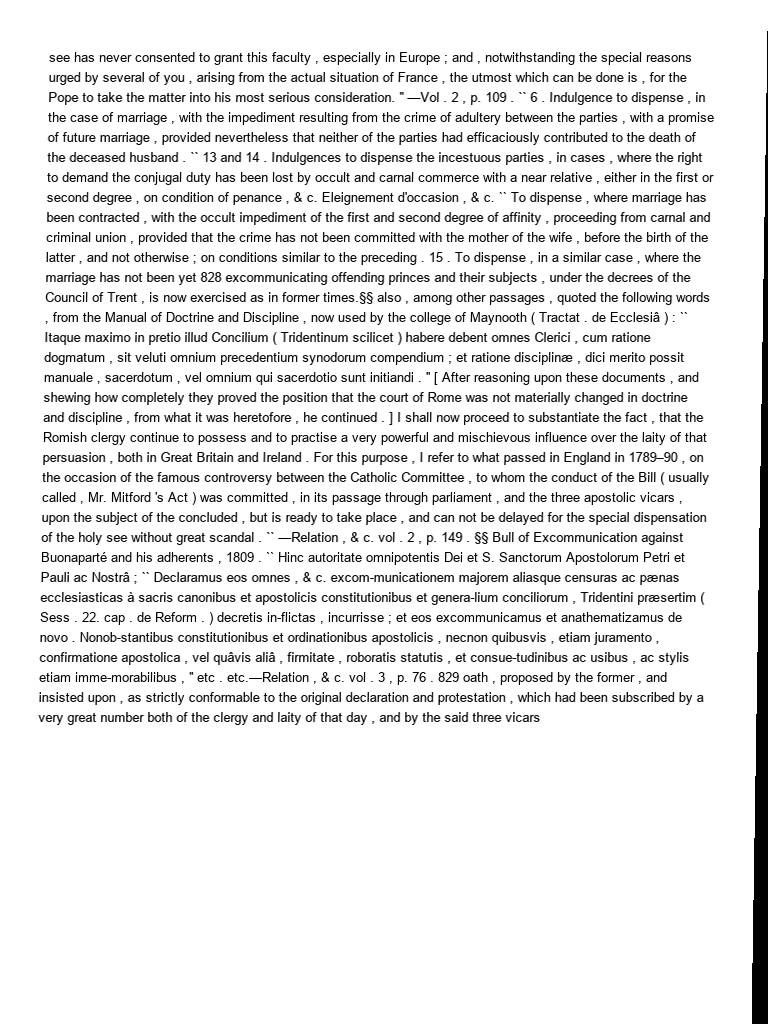 see has never consented to grant this faculty , especially in Europe ; and , notwithstanding the special reasons
urged by several of you , arising from the actual situation of France , the utmost which can be done is , for the
Pope to take the matter into his most serious consideration. " —Vol . 2 , p. 109 . `` 6 . Indulgence to dispense , in
the case of marriage , with the impediment resulting from the crime of adultery between the parties , with a promise
of future marriage , provided nevertheless that neither of the parties had efficaciously contributed to the death of
the deceased husband . `` 13 and 14 . Indulgences to dispense the incestuous parties , in cases , where the right
to demand the conjugal duty has been lost by occult and carnal commerce with a near relative , either in the first or
second degree , on condition of penance , & c. Eleignement d'occasion , & c. `` To dispense , where marriage has
been contracted , with the occult impediment of the first and second degree of affinity , proceeding from carnal and
criminal union , provided that the crime has not been committed with the mother of the wife , before the birth of the
latter , and not otherwise ; on conditions similar to the preceding . 15 . To dispense , in a similar case , where the
marriage has not been yet 828 excommunicating offending princes and their subjects , under the decrees of the
Council of Trent , is now exercised as in former times.§§ also , among other passages , quoted the following words
, from the Manual of Doctrine and Discipline , now used by the college of Maynooth ( Tractat . de Ecclesiâ ) : ``
Itaque maximo in pretio illud Concilium ( Tridentinum scilicet ) habere debent omnes Clerici , cum ratione
dogmatum , sit veluti omnium precedentium synodorum compendium ; et ratione disciplinæ , dici merito possit
manuale , sacerdotum , vel omnium qui sacerdotio sunt initiandi . " [ After reasoning upon these documents , and
shewing how completely they proved the position that the court of Rome was not materially changed in doctrine
and discipline , from what it was heretofore , he continued . ] I shall now proceed to substantiate the fact , that the
Romish clergy continue to possess and to practise a very powerful and mischievous influence over the laity of that
persuasion , both in Great Britain and Ireland . For this purpose , I refer to what passed in England in 1789–90 , on
the occasion of the famous controversy between the Catholic Committee , to whom the conduct of the Bill ( usually
called , Mr. Mitford 's Act ) was committed , in its passage through parliament , and the three apostolic vicars ,
upon the subject of the concluded , but is ready to take place , and can not be delayed for the special dispensation
of the holy see without great scandal . `` —Relation , & c. vol . 2 , p. 149 . §§ Bull of Excommunication against
Buonaparté and his adherents , 1809 . `` Hinc autoritate omnipotentis Dei et S. Sanctorum Apostolorum Petri et
Pauli ac Nostrâ ; `` Declaramus eos omnes , & c. excom-municationem majorem aliasque censuras ac pænas
ecclesiasticas à sacris canonibus et apostolicis constitutionibus et genera-lium conciliorum , Tridentini præsertim (
Sess . 22. cap . de Reform . ) decretis in-flictas , incurrisse ; et eos excommunicamus et anathematizamus de
novo . Nonob-stantibus constitutionibus et ordinationibus apostolicis , necnon quibusvis , etiam juramento ,
confirmatione apostolica , vel quâvis aliâ , firmitate , roboratis statutis , et consue-tudinibus ac usibus , ac stylis
etiam imme-morabilibus , " etc . etc.—Relation , & c. vol . 3 , p. 76 . 829 oath , proposed by the former , and
insisted upon , as strictly conformable to the original declaration and protestation , which had been subscribed by a
very great number both of the clergy and laity of that day , and by the said three vicars